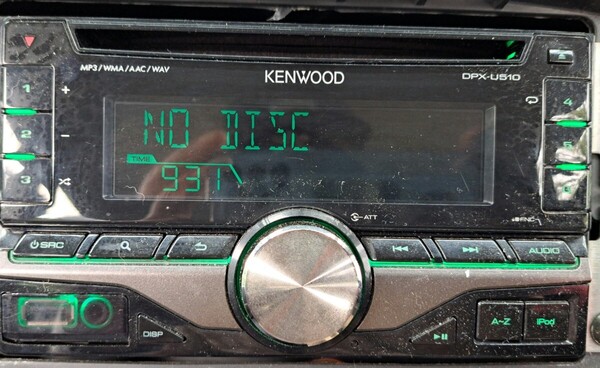 MP3/WMA/AAC/WAV
KENWOOD
DPX-U510
1
+
2
−
3
NO DISC
TIME
931
4
5
6
ATT
FNC
SRC
AUDIO
DISP
A~Z
iPod